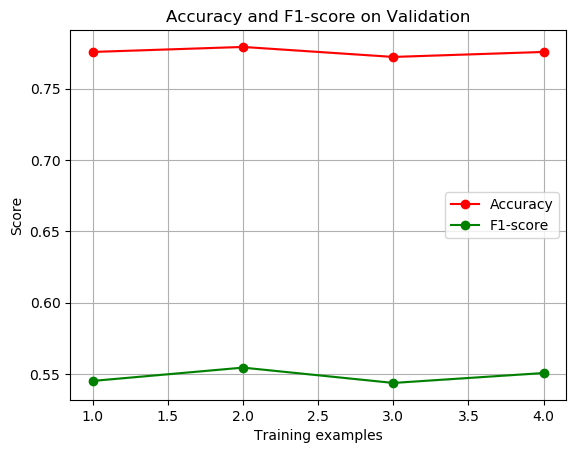 Accuracy and F1-score on Validation
Score
0.75
0.70
0.65
0.60
0.55
Accuracy
F1-score
1.0 1.5 2.0 2.5 3.0 3.5 4.0
Training examples